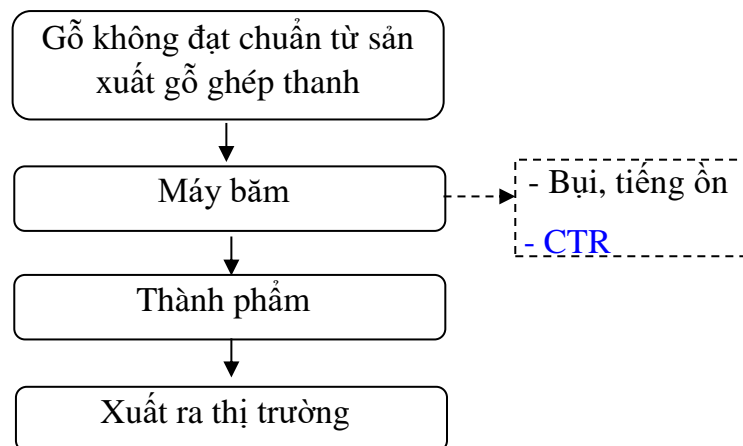 Gỗ không đạt chuẩn từ sản
xuất gỗ ghép thanh
Máy băm
- Bụi, tiếng ồn
- CTR
Thành phẩm
Xuất ra thị trường